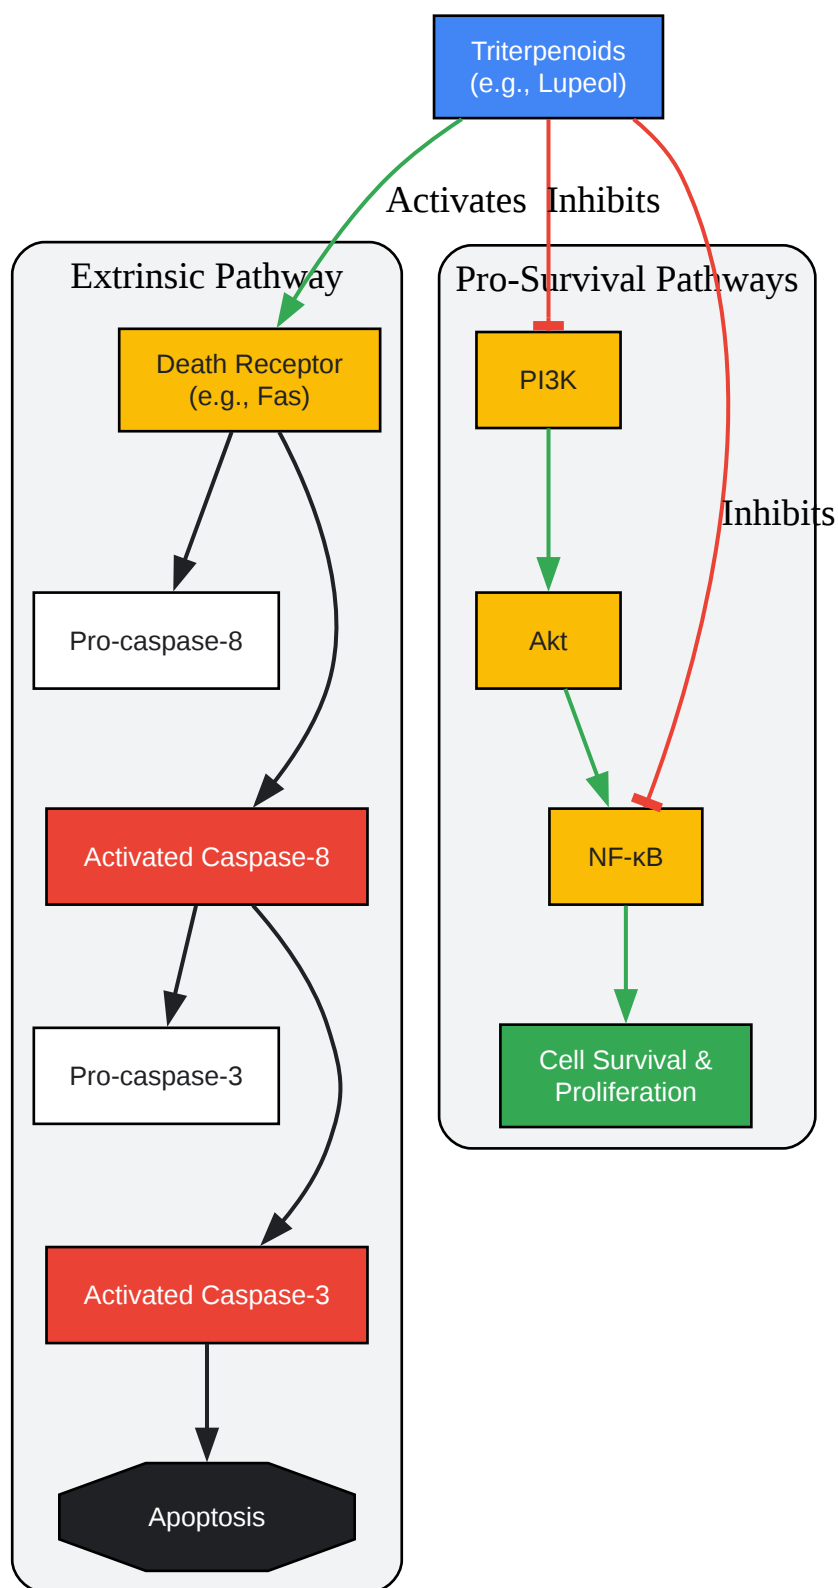 Triterpenoids
(e.g., Lupeol)
Activates
Inhibits
Extrinsic Pathway
Pro-Survival Pathways
Death Receptor
(e.g., Fas)
PI3K
Inhibits
Pro-caspase-8
Akt
Activated Caspase-8
NF-κB
Pro-caspase-3
Cell Survival &
Proliferation
Activated Caspase-3
Apoptosis